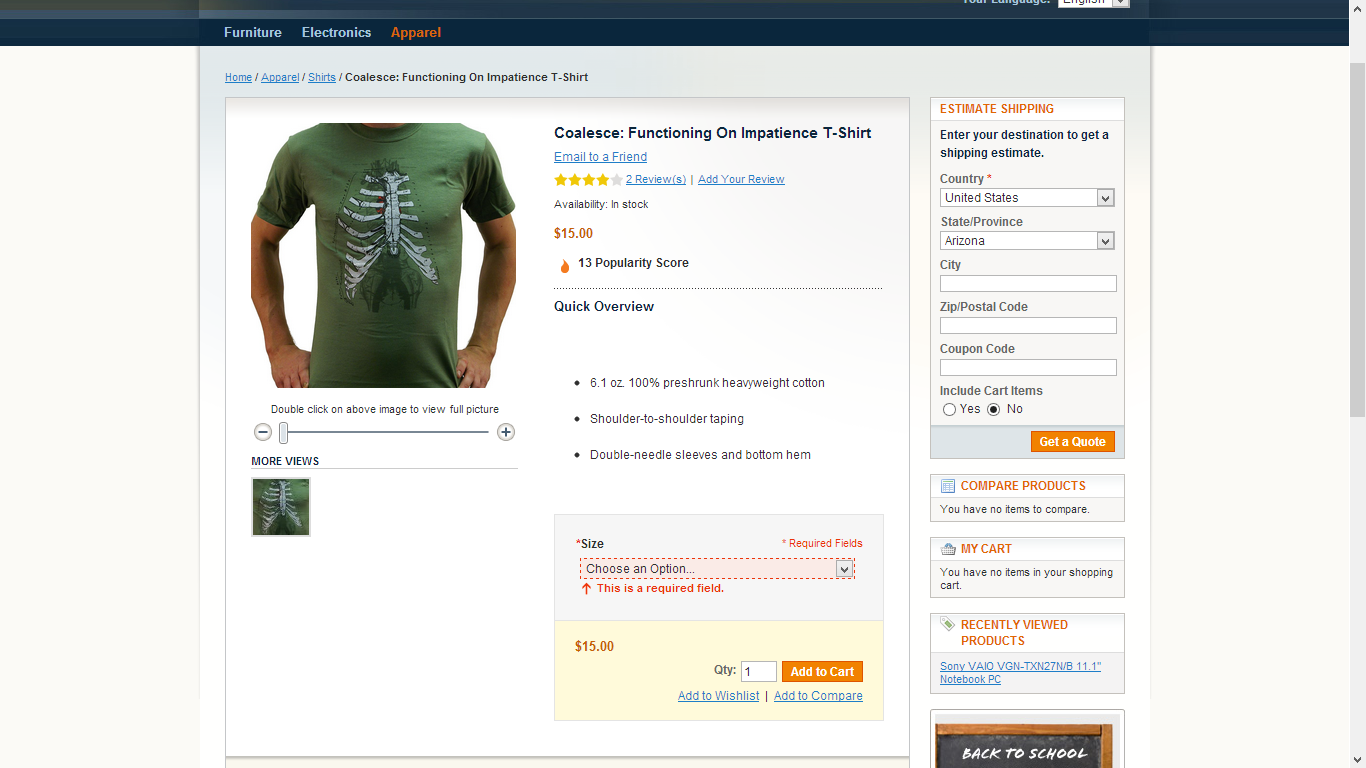 Your Language: English
Furniture Electronics Apparel
Home / Apparel / Shirts / Coalesce: Functioning On Impatience T-Shirt
Coalesce: Functioning On Impatience T-Shirt
Email to a Friend
2 Review(s) | Add Your Review
Availability: In stock
$15.00
13 Popularity Score
Quick Overview
6.1 oz. 100% preshrunk heavyweight cotton
Shoulder-to-shoulder taping
Double-needle sleeves and bottom hem
Double click on above image to view full picture
MORE VIEWS
*Size
* Required Fields
Choose an Option...
This is a required field.
$15.00
Qty: 1 Add to Cart
Add to Wishlist | Add to Compare
ESTIMATE SHIPPING
Enter your destination to get a
shipping estimate.
Country *
United States
State/Province
Arizona
City
Zip/Postal Code
Coupon Code
Include Cart Items
Yes No
Get a Quote
COMPARE PRODUCTS
You have no items to compare.
MY CART
You have no items in your shopping
cart.
RECENTLY VIEWED
PRODUCTS
Sony VAIO VGN-TXN27N/B 11.1"
Notebook PC
BACK TO SCHOOL